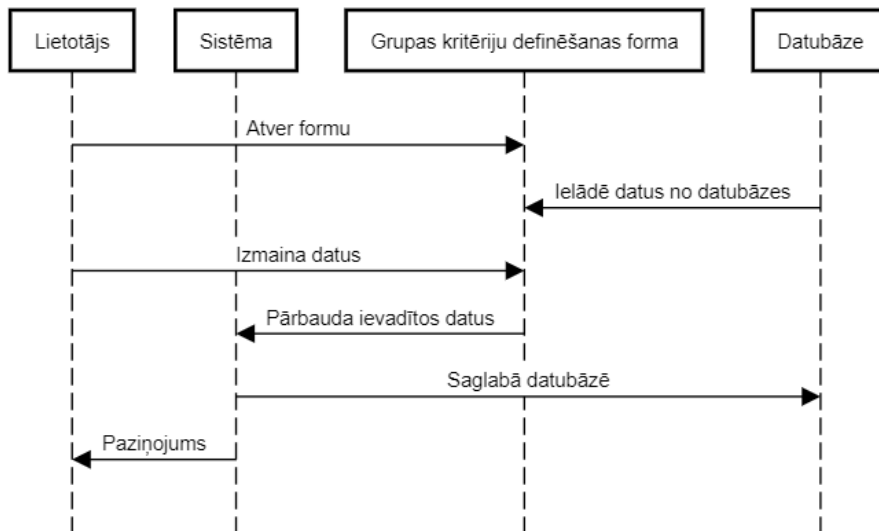 Lietotājs
Sistēma
Grupas kritēriju definēšanas forma
Datubāze
Atver formu
Ielādē datus no datubāzes
Izmaina datus
Pārbauda ievadītos datus
Saglabā datubāzē
Paziņojums